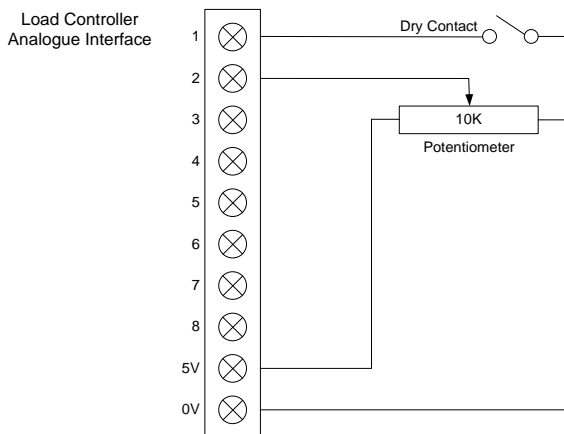 Load Controller
Analogue Interface
1
Dry Contact
2
3
10K
Potentiometer
4
5
6
7
8
5V
0V